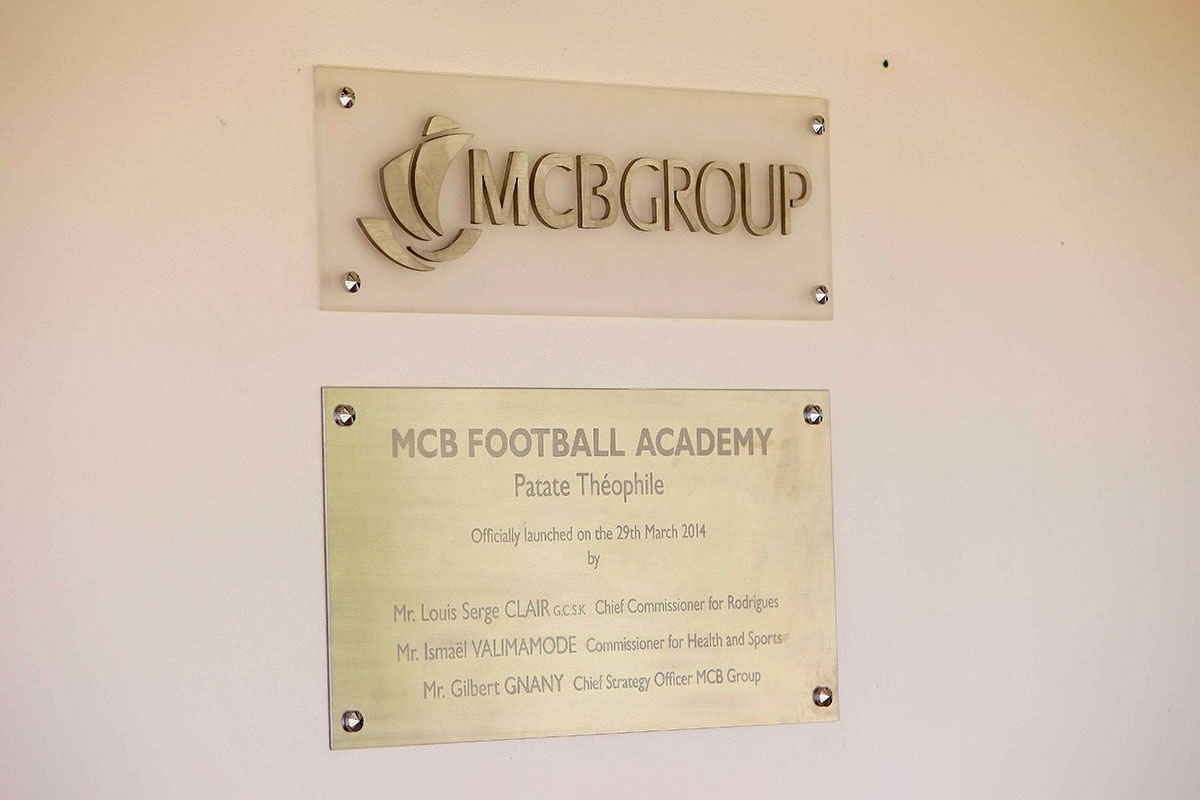 MCB GROUP
MCB FOOTBALL ACADEMY
Patate Théophile
Officially launched on the 29th March 2014
by
Mr. Louis Serge CLAIR G.C.S.K Chief Commissioner for Rodrigues
Mr. Ismaël VALIMAMODE Commissioner for Health and Sports
Mr. Gilbert GNANY Chief Strategy Officer MCB Group